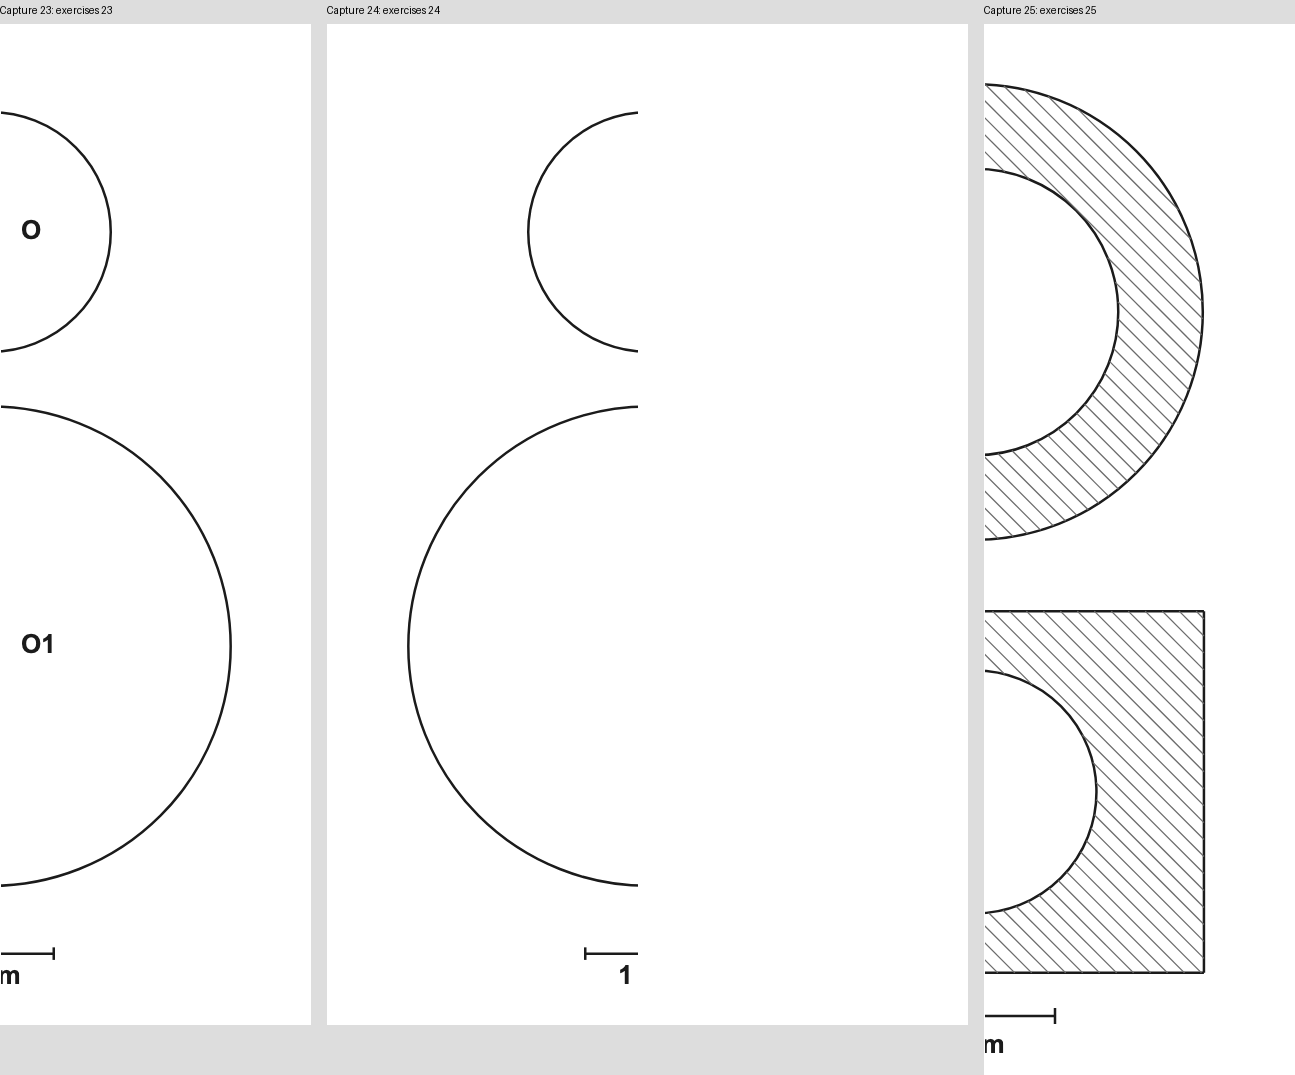 Capture 23: exercises 23
Capture 24: exercises 24
Capture 25: exercises 25
O
O1
m
1
m